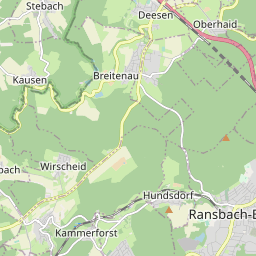 Stebach
Deesen
Oberhaid
Kausen
Breitenau
bach
Wirscheid
Hundsdorf
Ransbach-B
Kammerforst